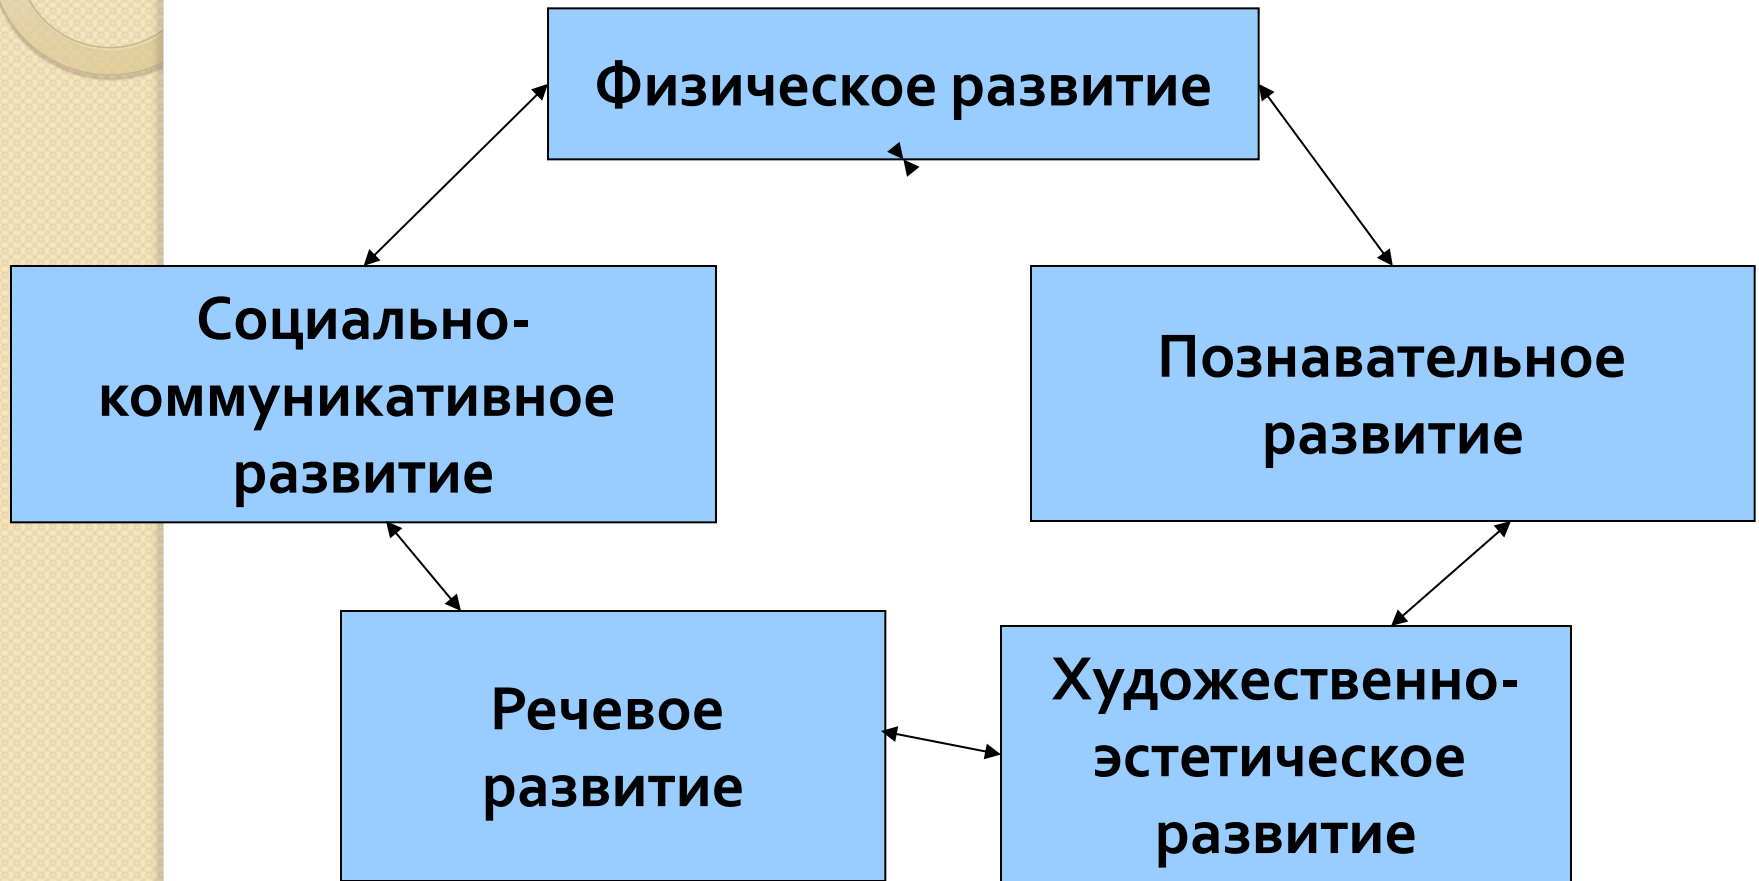 Физическое развитие
Социально-
коммуникативное
развитие
Познавательное
развитие
Речевое
развитие
Художественно-
эстетическое
развитие